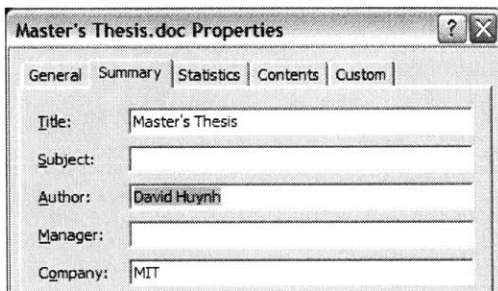 Master's Thesis.doc Properties ? X
General Summary Statistics Contents Custom
Title: Master's Thesis
Subject:
Author: David Huynh
Manager:
Company: MIT